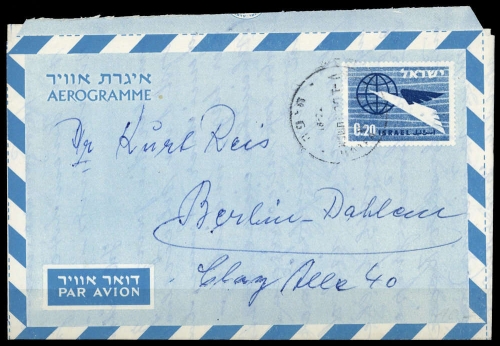 איגרת אוויר
AEROGRAMME
ישראל
0.20
ISRAEL اسرائيل
Dr Kurt Reis
Berlin-Dahlem
Clay Allee 40
דואר אוויר
PAR AVION